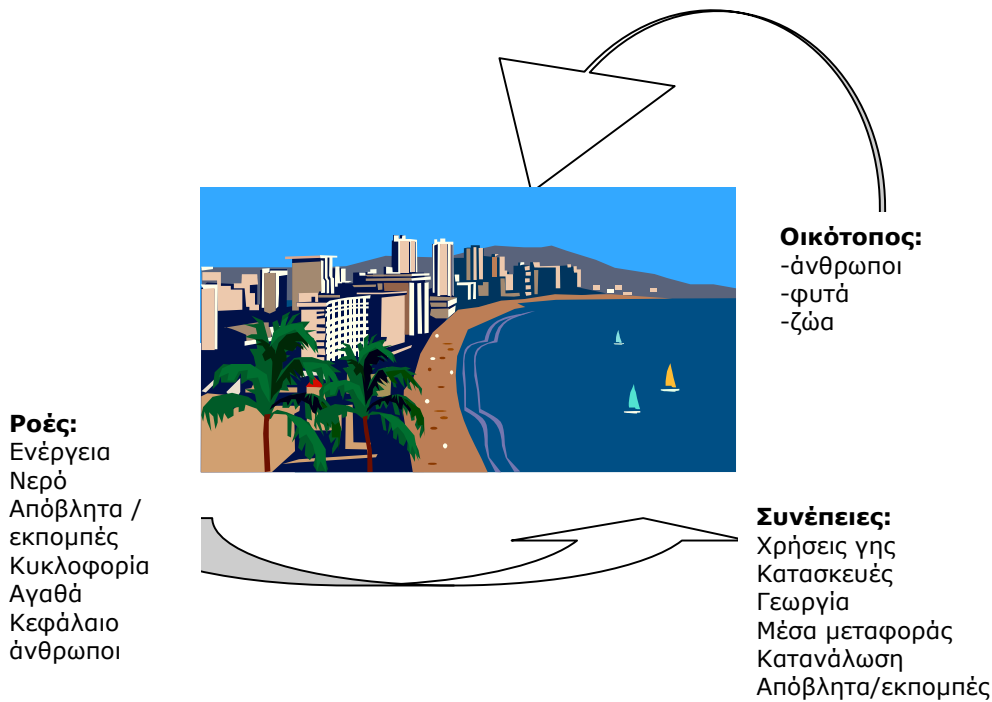 Οικότοπος:
-άνθρωποι
-φυτά
-ζώα
Ροές:
Ενέργεια
Νερό
Απόβλητα /
εκπομπές
Κυκλοφορία
Αγαθά
Κεφάλαιο
άνθρωποι
Συνέπειες:
Χρήσεις γης
Κατασκευές
Γεωργία
Μέσα μεταφοράς
Κατανάλωση
Απόβλητα/εκπομπές